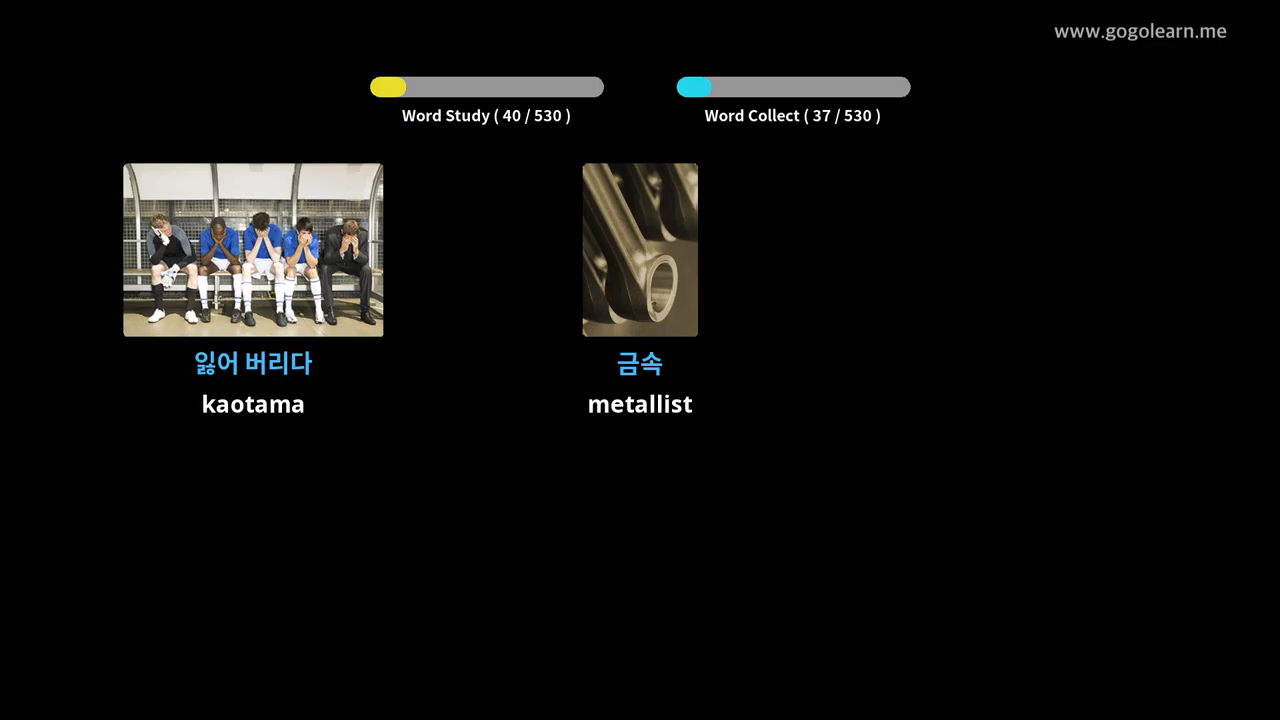 www.gogolearn.me
Word Study ( 40 / 530 )
Word Collect ( 37 / 530 )
잃어 버리다
kaotama
금속
metallist